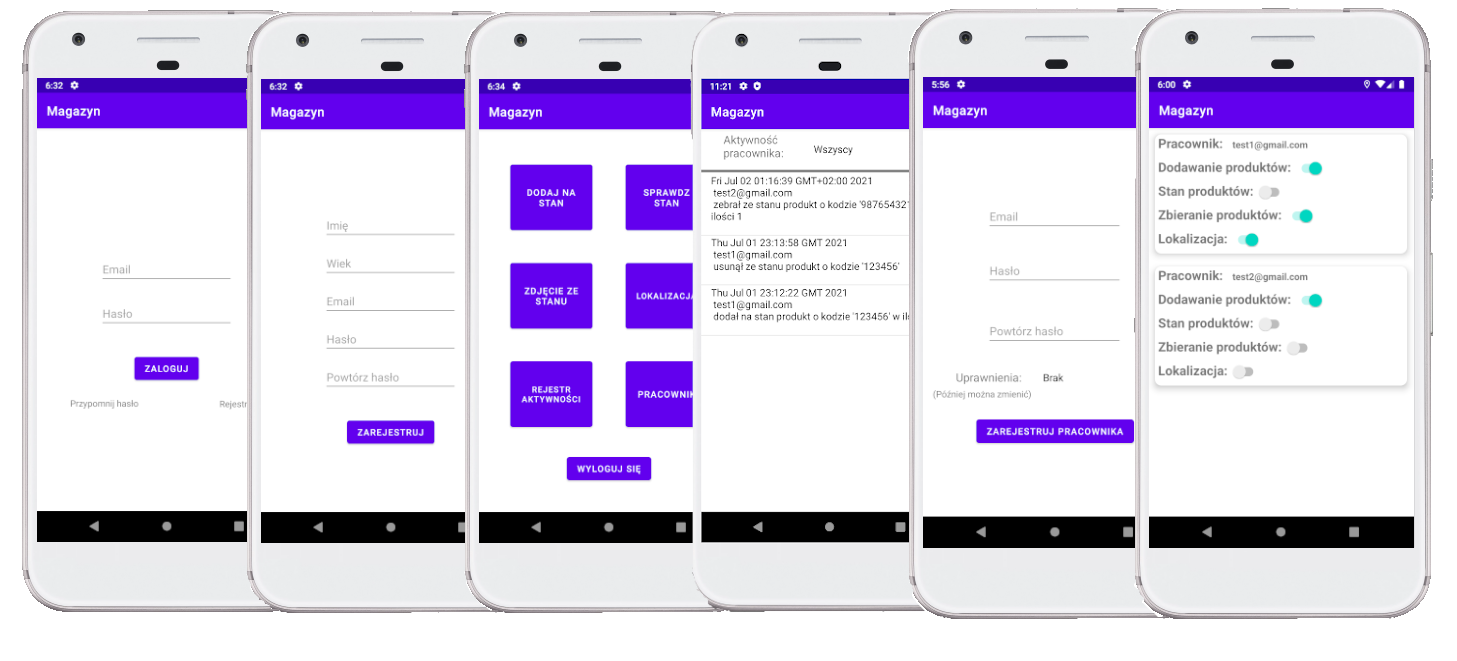 6:32
Magazyn
Email
Hasło
ZALOGUJ
Przypomnij hasło
6:32
Magazyn
Imię
Wiek
Email
Hasło
Powtórz hasło
ZAREJESTRUJ
6:34
Magazyn
DODAJ NA
STAN
SPRAWDZ
STAN
ZDJĘCIE ZE
STANU
REJESTR
AKTYWNOŚCI
WYLOGUJ SIĘ
11:21
Magazyn
Aktywność
pracownika:
Wszyscy
Fri Jul 02 01:16:39 GMT+02:00 2021
test2@gmail.com
zebrał ze stanu produkt o kodzie '98765432
ilości 1
Thu Jul 01 23:13:58 GMT 2021
test1@gmail.com
usunął ze stanu produkt o kodzie '123456'
Thu Jul 01 23:12:22 GMT 2021
test1@gmail.com
dodał na stan produkt o kodzie '123456' w
5:56
Magazyn
Email
Hasło
Powtórz hasło
Uprawnienia: Brak
(Później można zmienić)
ZAREJESTRUJ PRACOWNIKA
6:00
Magazyn
Pracownik: test1@gmail.com
Dodawanie produktów:
Stan produktów:
Zbieranie produktów:
Lokalizacja:
Pracownik: test2@gmail.com
Dodawanie produktów:
Stan produktów:
Zbieranie produktów:
Lokalizacja: